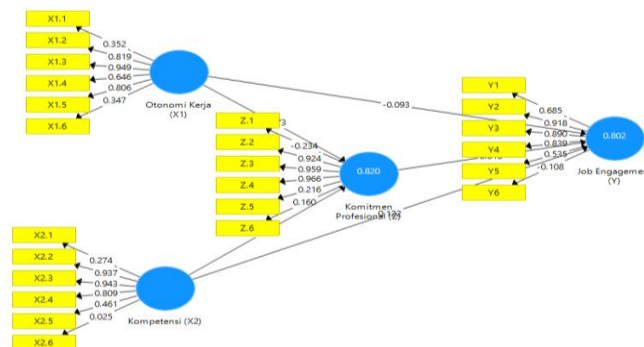 X1.1
X1.2
X1.3
X1.4
X1.5
X1.6
0.352
0.819
0.949
0.646
0.806
0.347
Otonomi Kerja
(X1)
-0.093
Z.1
Z.2
Z.3
Z.4
Z.5
Z.6
-0.234
0.924
0.959
0.966
0.216
0.160
0.820
Komitmen
Profesional (Z)
Y1
Y2
Y3
Y4
Y5
Y6
0.685
0.918
0.890
0.839
0.535
-0.108
0.802
Job Engagemen
(Y)
X2.1
X2.2
X2.3
X2.4
X2.5
X2.6
0.274
0.937
0.943
0.809
0.461
0.025
Kompetensi (X2)